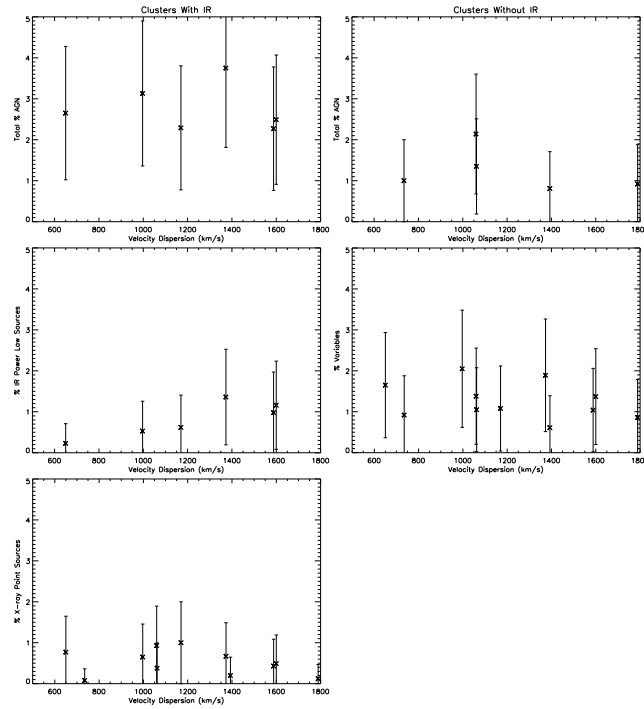 Clusters With IR
Total % AGN
5
4
3
2
1
0
600 800 1000 1200 1400 1600 1800
Velocity Dispersion (km/s)
Clusters Without IR
Total % AGN
5
4
3
2
1
0
600 800 1000 1200 1400 1600 1800
Velocity Dispersion (km/s)
% IR Power Law Sources
5
4
3
2
1
0
600 800 1000 1200 1400 1600 1800
Velocity Dispersion (km/s)
% Variables
5
4
3
2
1
0
600 800 1000 1200 1400 1600 1800
Velocity Dispersion (km/s)
% X-ray Point Sources
5
4
3
2
1
0
600 800 1000 1200 1400 1600 1800
Velocity Dispersion (km/s)